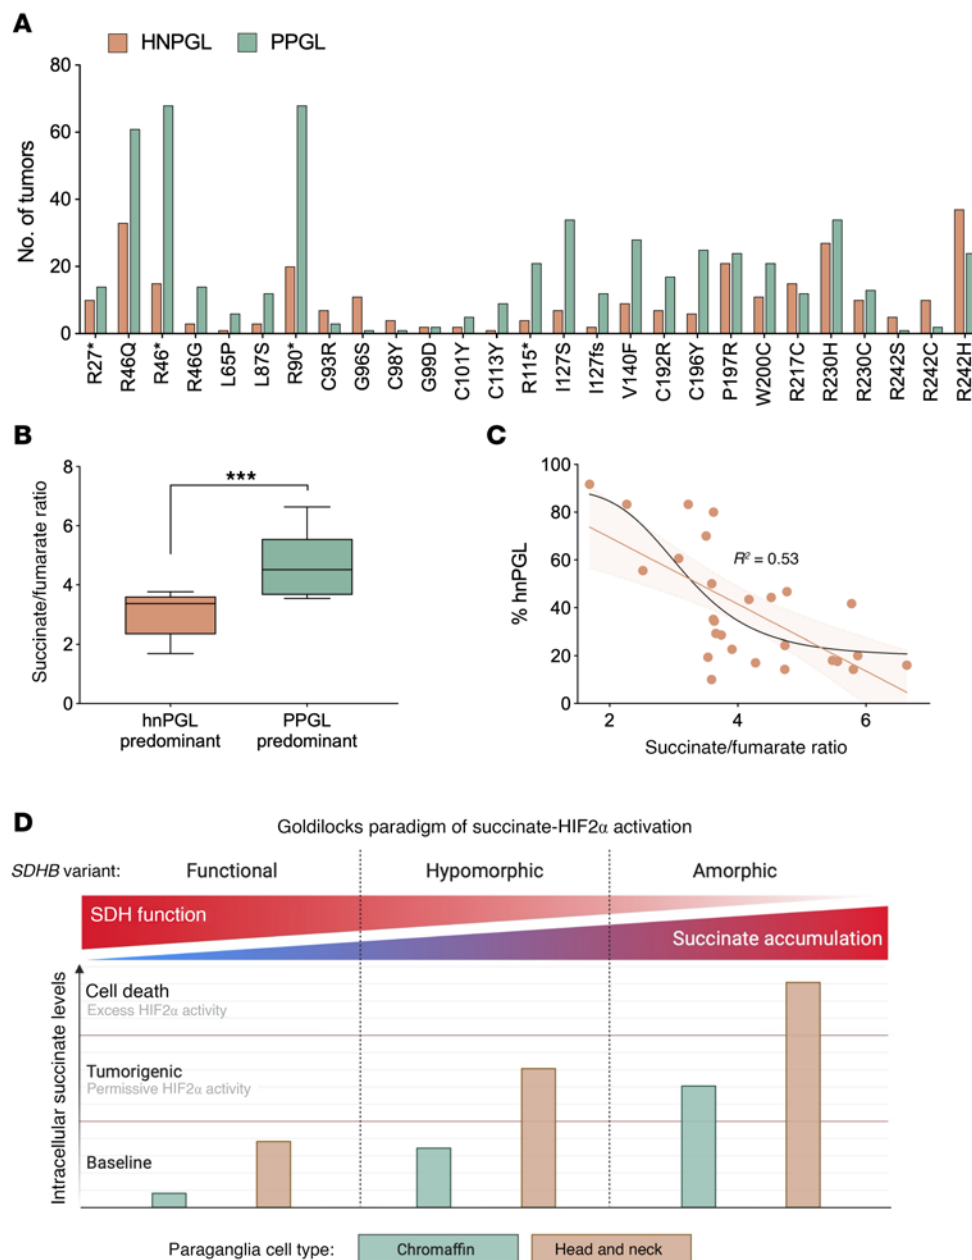 A
HNPGL PPGL
80
60
40
20
0
No. of tumors
R27*
R46Q
R46*
R46G
L65P
L87S
R90*
C93R
G96S
C98Y
G99D
C101Y
C113Y
R115*
I127S
I127fs
V140F
C192R
C196Y
P197R
W200C
R217C
R230H
R230C
R242S
R242C
R242H
B
8
6
4
2
0
Succinate/fumarate ratio
***
hnPGL
predominant
PPGL
predominant
C
100
80
60
40
20
0
% hnPGL
R² = 0.53
2 4 6
Succinate/fumarate ratio
D
Goldilocks paradigm of succinate-HIF2α activation
SDHB variant: Functional Hypomorphic Amorphic
SDH function
Succinate accumulation
Intracellular succinate levels
Cell death
Excess HIF2α activity
Tumorigenic
Permissive HIF2α activity
Baseline
Paraganglia cell type: Chromaffin Head and neck